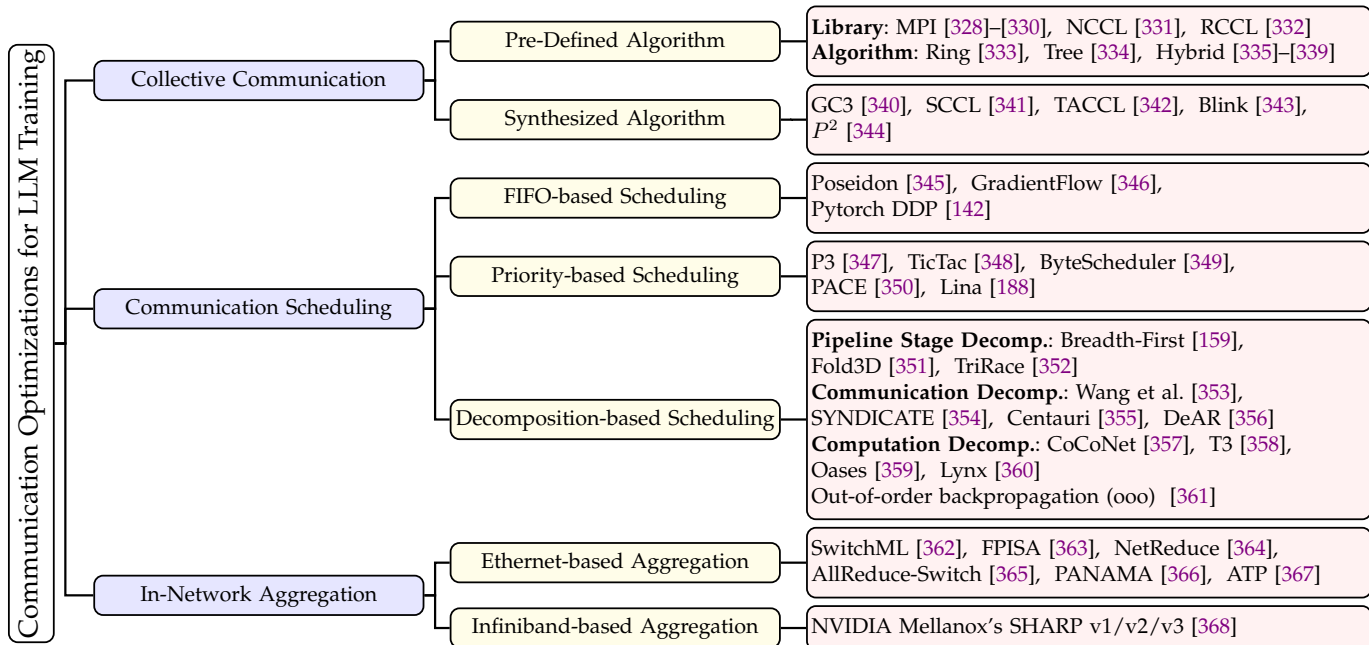 Communication Optimizations for LLM Training
Collective Communication
Pre-Defined Algorithm
Library: MPI [328]–[330], NCCL [331], RCCL [332]
Algorithm: Ring [333], Tree [334], Hybrid [335]–[339]
Synthesized Algorithm
GC3 [340], SCCL [341], TACCL [342], Blink [343],
P² [344]
Communication Scheduling
FIFO-based Scheduling
Poseidon [345], GradientFlow [346],
Pytorch DDP [142]
Priority-based Scheduling
P3 [347], TicTac [348], ByteScheduler [349],
PACE [350], Lina [188]
Decomposition-based Scheduling
Pipeline Stage Decomp.: Breadth-First [159],
Fold3D [351], TriRace [352]
Communication Decomp.: Wang et al. [353],
SYNDICATE [354], Centauri [355], DeAR [356]
Computation Decomp.: CoCoNet [357], T3 [358],
Oases [359], Lynx [360]
Out-of-order backpropagation (ooo) [361]
In-Network Aggregation
Ethernet-based Aggregation
SwitchML [362], FPISA [363], NetReduce [364],
AllReduce-Switch [365], PANAMA [366], ATP [367]
Infiniband-based Aggregation
NVIDIA Mellanox's SHARP v1/v2/v3 [368]